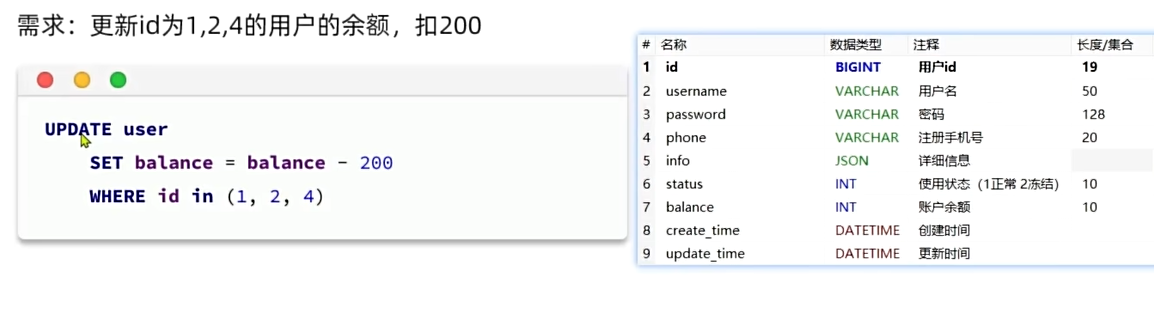 需求：更新id为1,2,4的用户的余额，扣200
UPDATE user
SET balance = balance - 200
WHERE id in (1, 2, 4)
# 名称 数据类型 注释 长度/集合
1 id BIGINT 用户id 19
2 username VARCHAR 用户名 50
3 password VARCHAR 密码 128
4 phone VARCHAR 注册手机号 20
5 info JSON 详细信息
6 status INT 使用状态（1正常 2冻结） 10
7 balance INT 账户余额 10
8 create_time DATETIME 创建时间
9 update_time DATETIME 更新时间